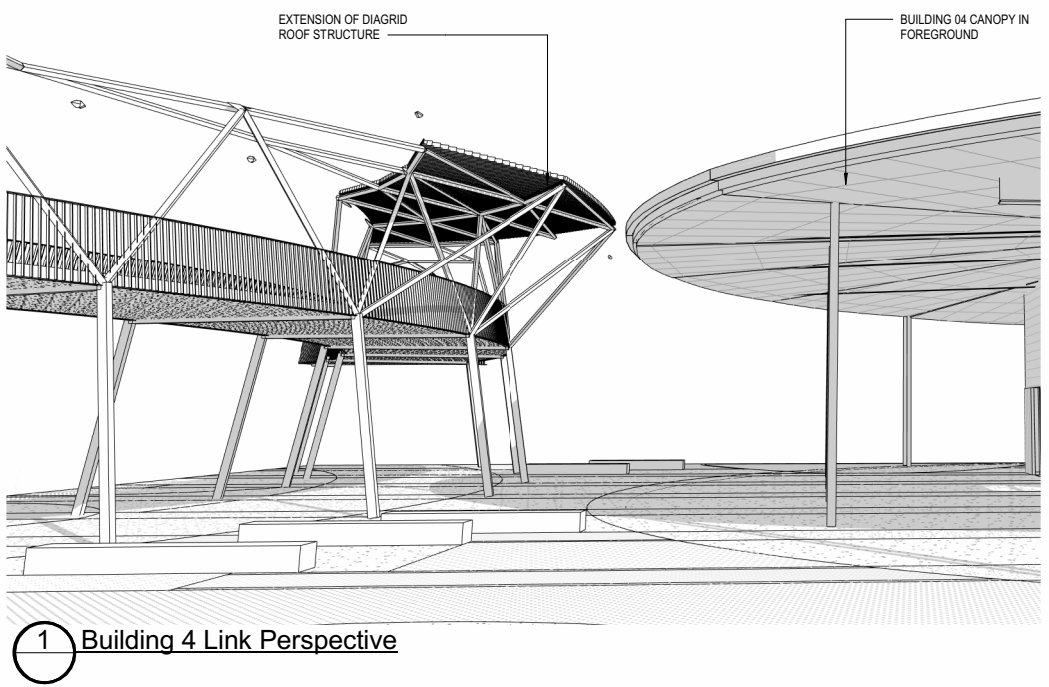 EXTENSION OF DIAGRID
ROOF STRUCTURE
BUILDING 04 CANOPY IN
FOREGROUND
1
Building 4 Link Perspective